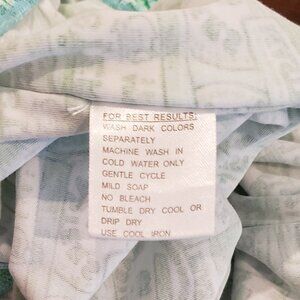 FOR BEST RESULTS:
WASH DARK COLORS
SEPARATELY
MACHINE WASH IN
COLD WATER ONLY
GENTLE CYCLE
MILD SOAP
NO BLEACH
TUMBLE DRY COOL OR
DRIP DRY
USE COOL IRON